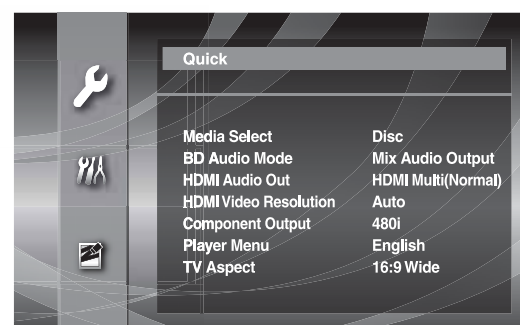 Quick
Media Select Disc
BD Audio Mode Mix Audio Output
HDMI Audio Out HDMI Multi(Normal)
HDMI Video Resolution Auto
Component Output 480i
Player Menu English
TV Aspect 16:9 Wide